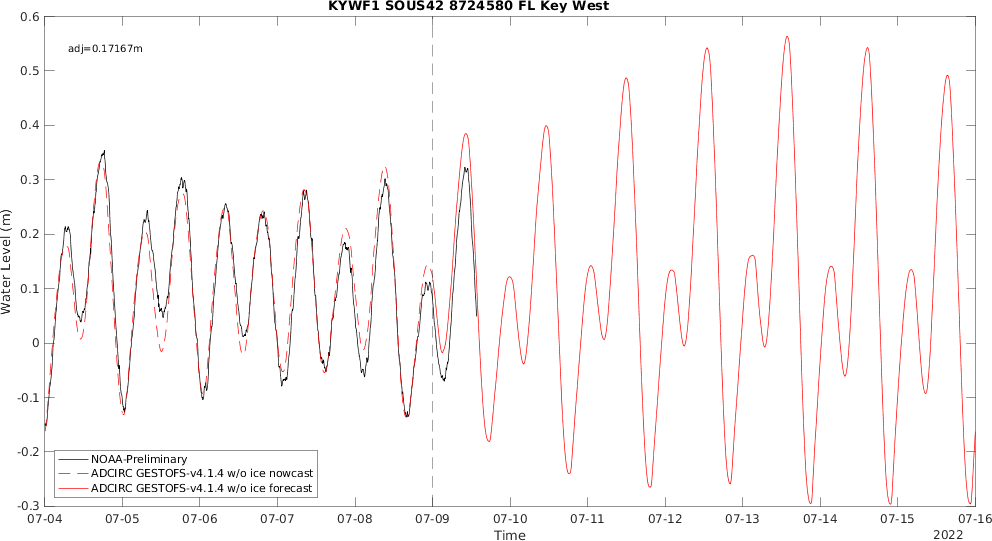 KYWF1 SOUS42 8724580 FL Key West
0.6
adj=0.17167m
0.5
0.4
0.3
0.2
0.1
0
-0.1
-0.2
-0.3
Water Level (m)
NOAA-Preliminary
ADCIRC GESTOFS-v4.1.4 w/o ice nowcast
ADCIRC GESTOFS-v4.1.4 w/o ice forecast
07-04 07-05 07-06 07-07 07-08 07-09 07-10 07-11 07-12 07-13 07-14 07-15 07-16
Time
2022